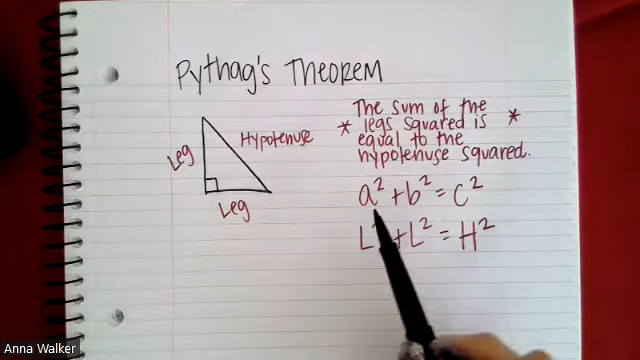 Pythag's Theorem
The sum of the
* legs squared is *
equal to the
hypotenuse squared.
Leg
Hypotenuse
Leg
a² + b² = c²
L² + L² = H²
Anna Walker